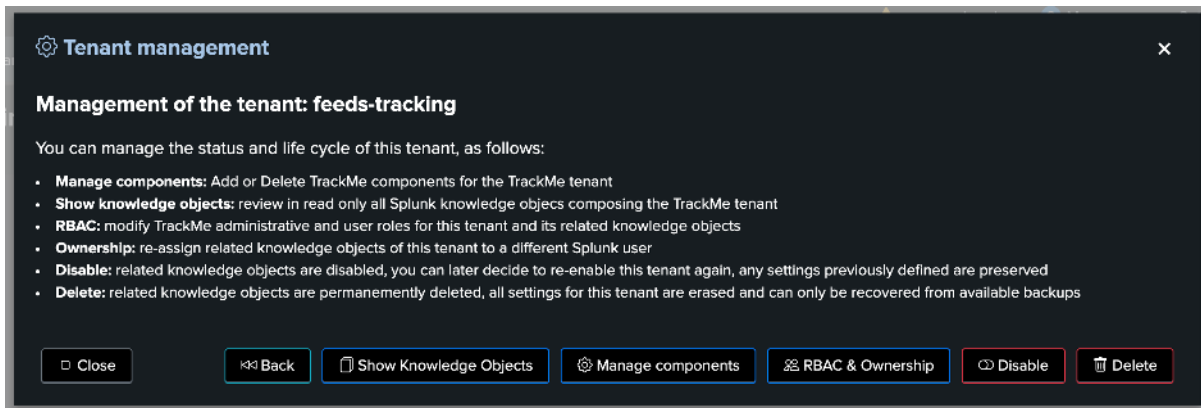 Tenant management
Management of the tenant: feeds-tracking
You can manage the status and life cycle of this tenant, as follows:
• Manage components: Add or Delete TrackMe components for the TrackMe tenant
• Show knowledge objects: review in read only all Splunk knowledge objecs composing the TrackMe tenant
• RBAC: modify TrackMe administrative and user roles for this tenant and its related knowledge objects
• Ownership: re-assign related knowledge objects of this tenant to a different Splunk user
• Disable: related knowledge objects are disabled, you can later decide to re-enable this tenant again, any settings previously defined are preserved
• Delete: related knowledge objects are permanemently deleted, all settings for this tenant are erased and can only be recovered from available backups
Close Back Show Knowledge Objects Manage components RBAC & Ownership Disable Delete